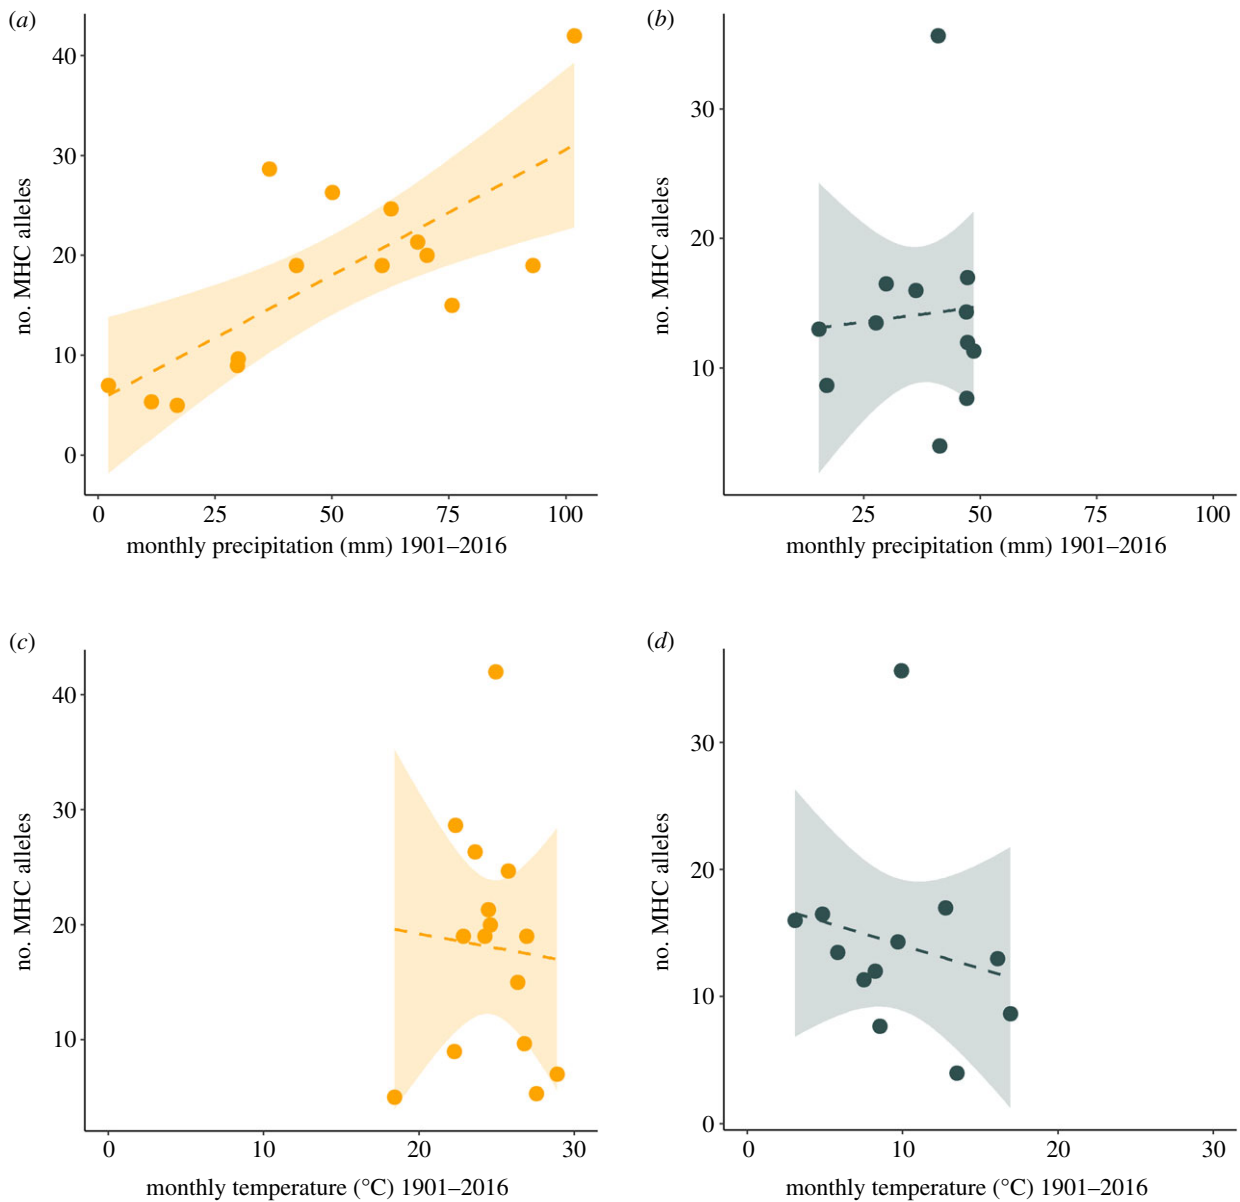 (a)
40
30
20
10
0
no. MHC alleles
0 25 50 75 100
monthly precipitation (mm) 1901–2016
(b)
30
20
10
no. MHC alleles
25 50 75 100
monthly precipitation (mm) 1901–2016
(c)
40
30
20
10
no. MHC alleles
0 10 20 30
monthly temperature (°C) 1901–2016
(d)
30
20
10
0
no. MHC alleles
0 10 20 30
monthly temperature (°C) 1901–2016